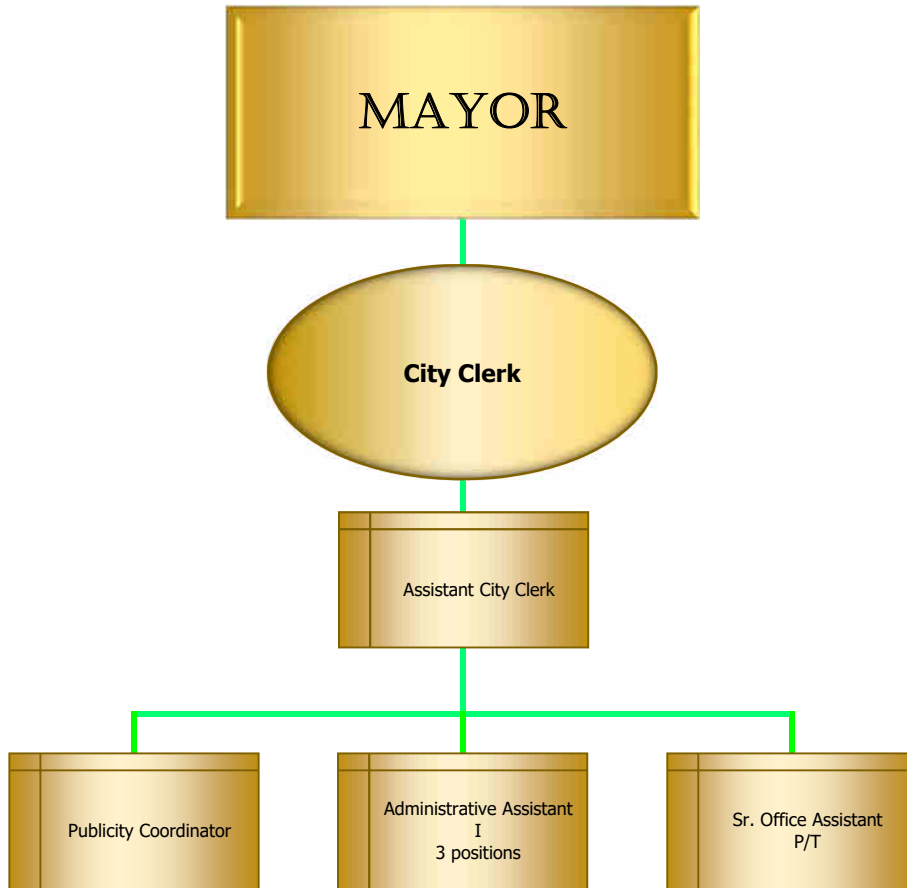 MAYOR
City Clerk
Assistant City Clerk
Publicity Coordinator
Administrative Assistant
I
3 positions
Sr. Office Assistant
P/T